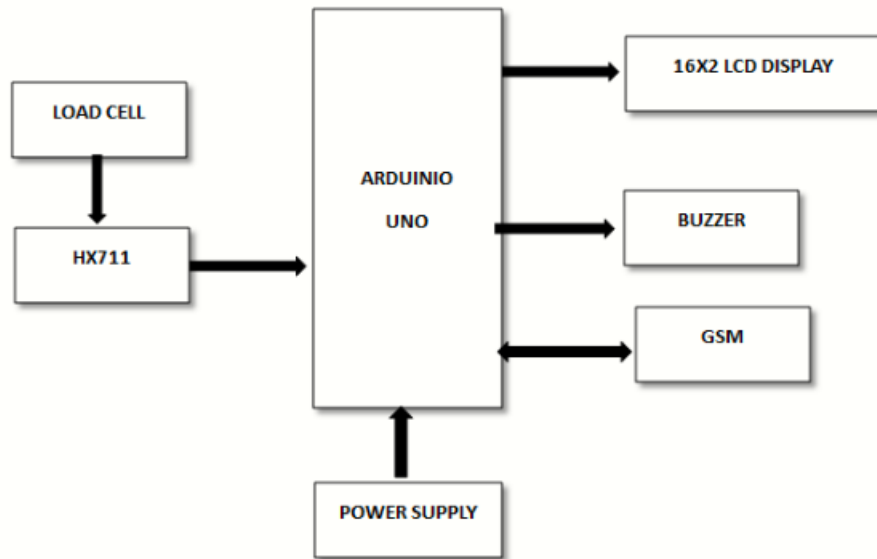 16X2 LCD DISPLAY
LOAD CELL
ARDUINIO
UNO
BUZZER
HX711
GSM
POWER SUPPLY